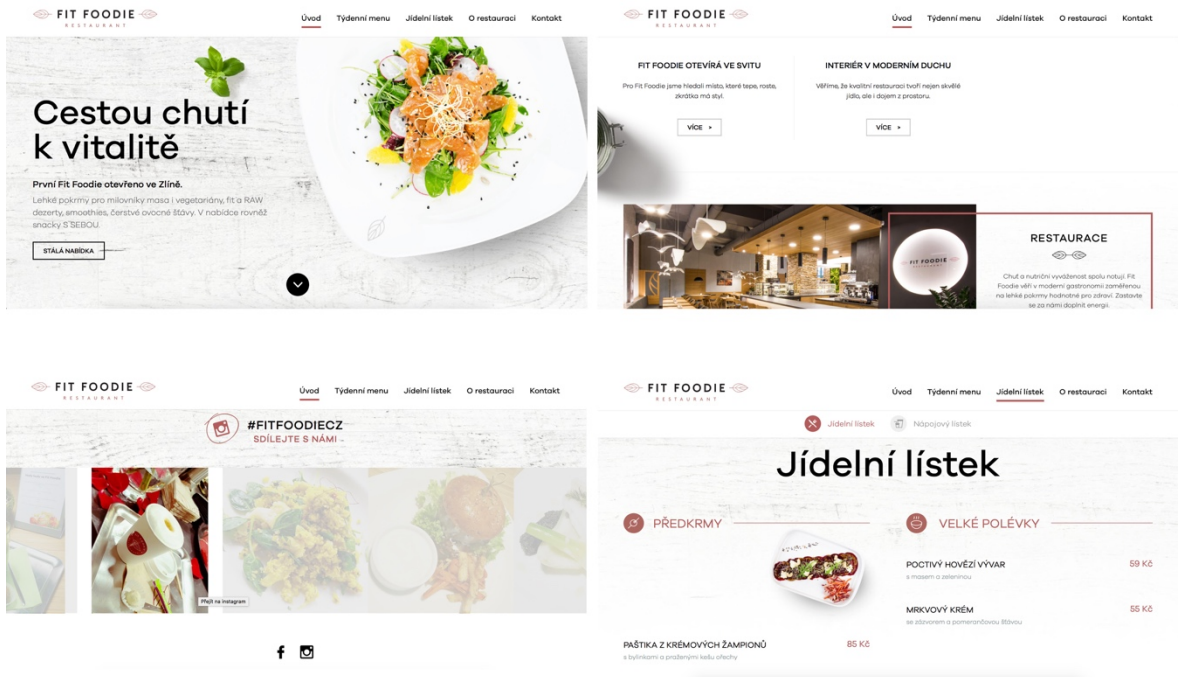 FIT FOODIE
RESTAURANT
Úvod Týdenní menu Jídelní lístek O restauraci Kontakt
Cestou chutí
k vitalitě
První Fit Foodie otevřeno ve Zlíně.
Lehké pokrmy pro milovníky masa i vegetariány, fit a RAW
dezerty, smoothies, čerstvé ovocné šťávy. V nabídce rovněž
snacky S SEBOU.
STÁLÁ NABÍDKA
FIT FOODIE
RESTAURANT
Úvod Týdenní menu Jídelní lístek O restauraci Kontakt
FIT FOODIE OTEVÍRÁ VE SVITU
Pro Fit Foodie jsme hledali místo, které tepe, roste,
zkrátka má styl.
VÍCE
INTERIÉR V MODERNÍM DUCHU
Věříme, že kvalitní restauraci tvoří nejen skvělé
jídlo, ale i dojem z prostoru.
VÍCE
FIT FOODIE
RESTAURACE
Chuť a nutriční vyváženost spolu notují. Fit
Foodie věří v moderní gastronomii zaměřenou
na lehké pokrmy hodnotné pro zdraví. Zastavte
se za námi doplnit energii.
FIT FOODIE
RESTAURANT
Úvod Týdenní menu Jídelní lístek O restauraci Kontakt
#FITFOODIECZ
SDÍLEJTE S NÁMI
Přejít na instagram
FIT FOODIE
RESTAURANT
Úvod Týdenní menu Jídelní lístek O restauraci Kontakt
Jídelní lístek Nápojový lístek
Jídelní lístek
PŘEDKRMY
PAŠTIKA Z KRÉMOVÝCH ŽAMPIONŮ 85 Kč
s bylinkami a praženými kešu ořechy
VELKÉ POLÉVKY
POCTIVÝ HOVĚZÍ VÝVAR 59 Kč
s masem a zeleninou
MRKVOVÝ KRÉM 55 Kč
se zázvorem a pomerančovou šťávou